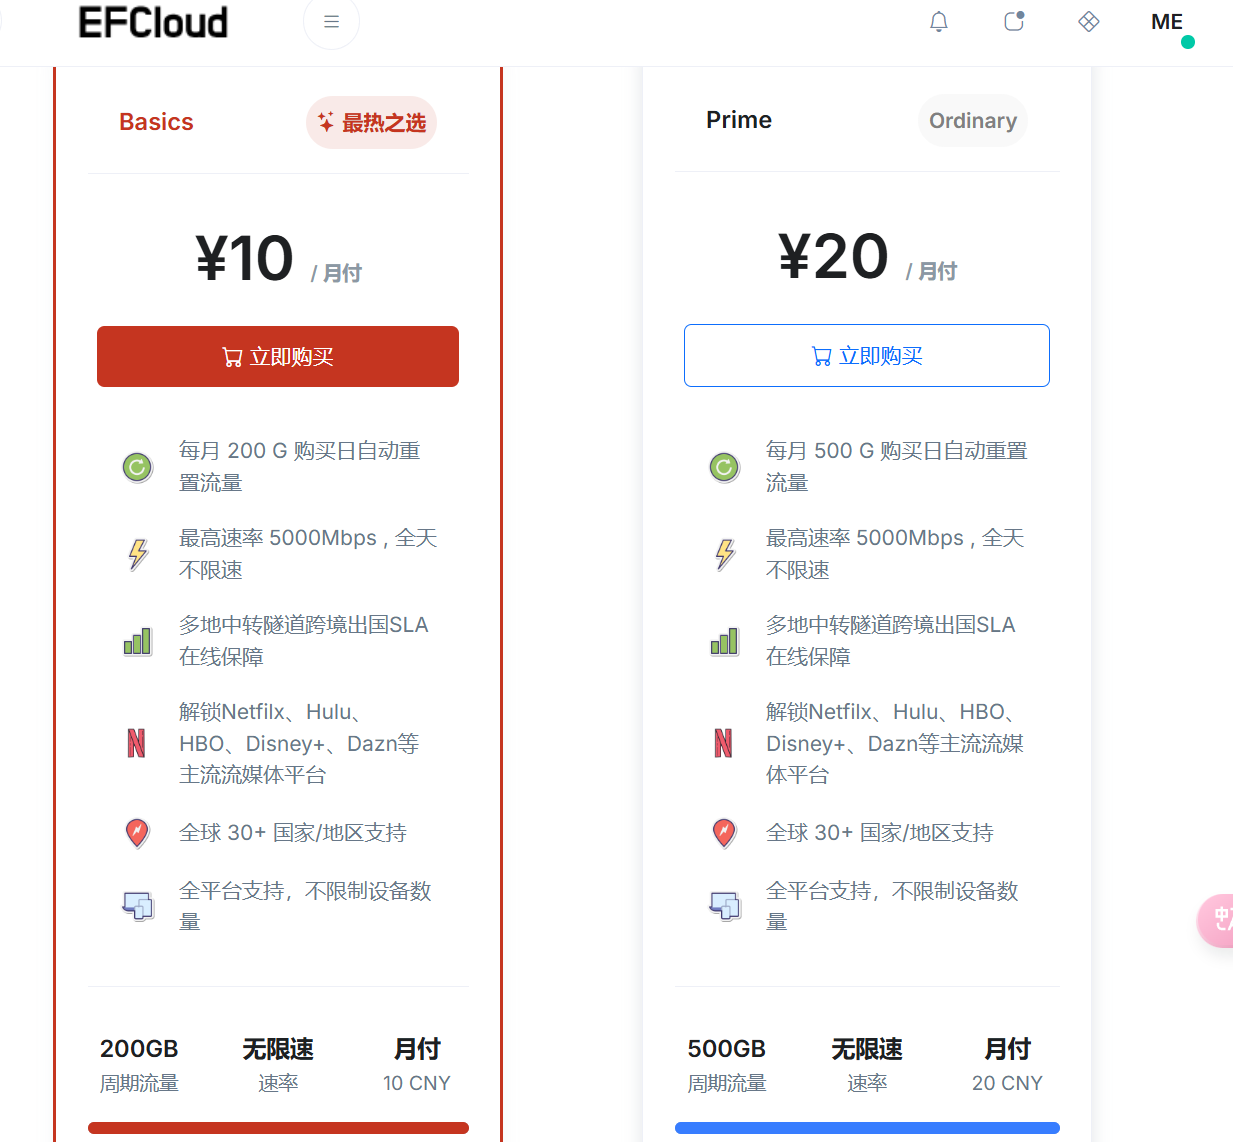 EFCloud
ME
Basics
最热之选
¥10 / 月付
立即购买
每月 200 G 购买日自动重
置流量
最高速率 5000Mbps , 全天
不限速
多地中转隧道跨境出国SLA
在线保障
解锁Netfilx、Hulu、
HBO、Disney+、Dazn等
主流流媒体平台
全球 30+ 国家/地区支持
全平台支持，不限制设备数
量
200GB 无限速 月付
周期流量 速率 10 CNY
Prime
Ordinary
¥20 / 月付
立即购买
每月 500 G 购买日自动重置
流量
最高速率 5000Mbps , 全天
不限速
多地中转隧道跨境出国SLA
在线保障
解锁Netfilx、Hulu、HBO、
Disney+、Dazn等主流流媒
体平台
全球 30+ 国家/地区支持
全平台支持，不限制设备数
量
500GB 无限速 月付
周期流量 速率 20 CNY
中